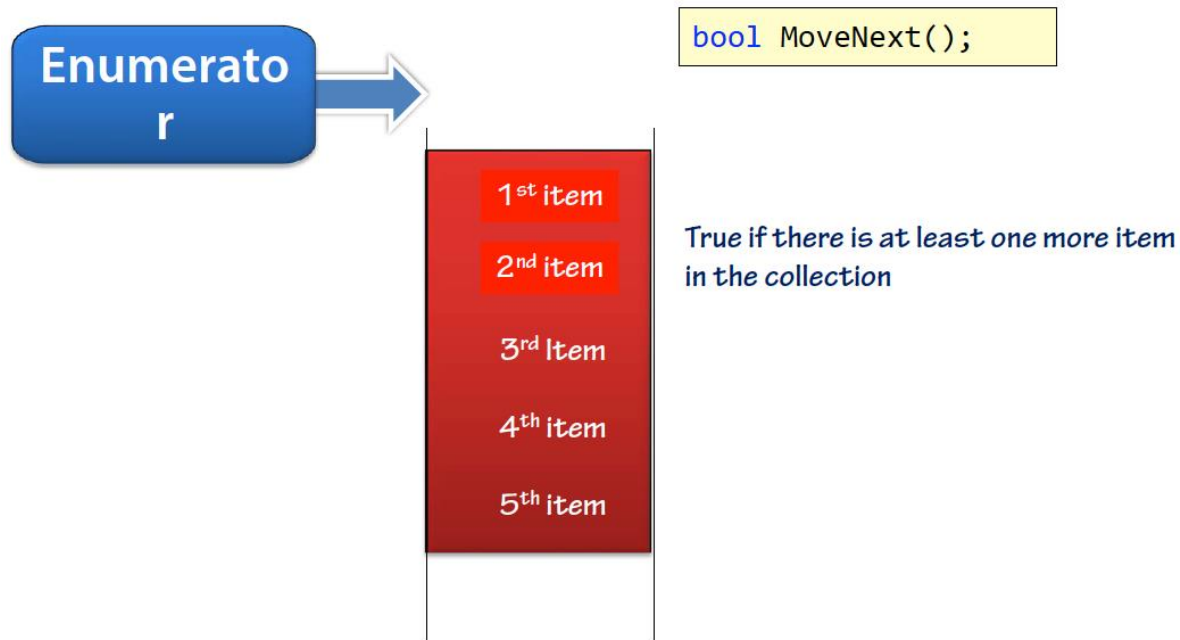 Enumerato
r
bool MoveNext();
1st item
2nd item
3rd Item
4th item
5th item
True if there is at least one more item
in the collection